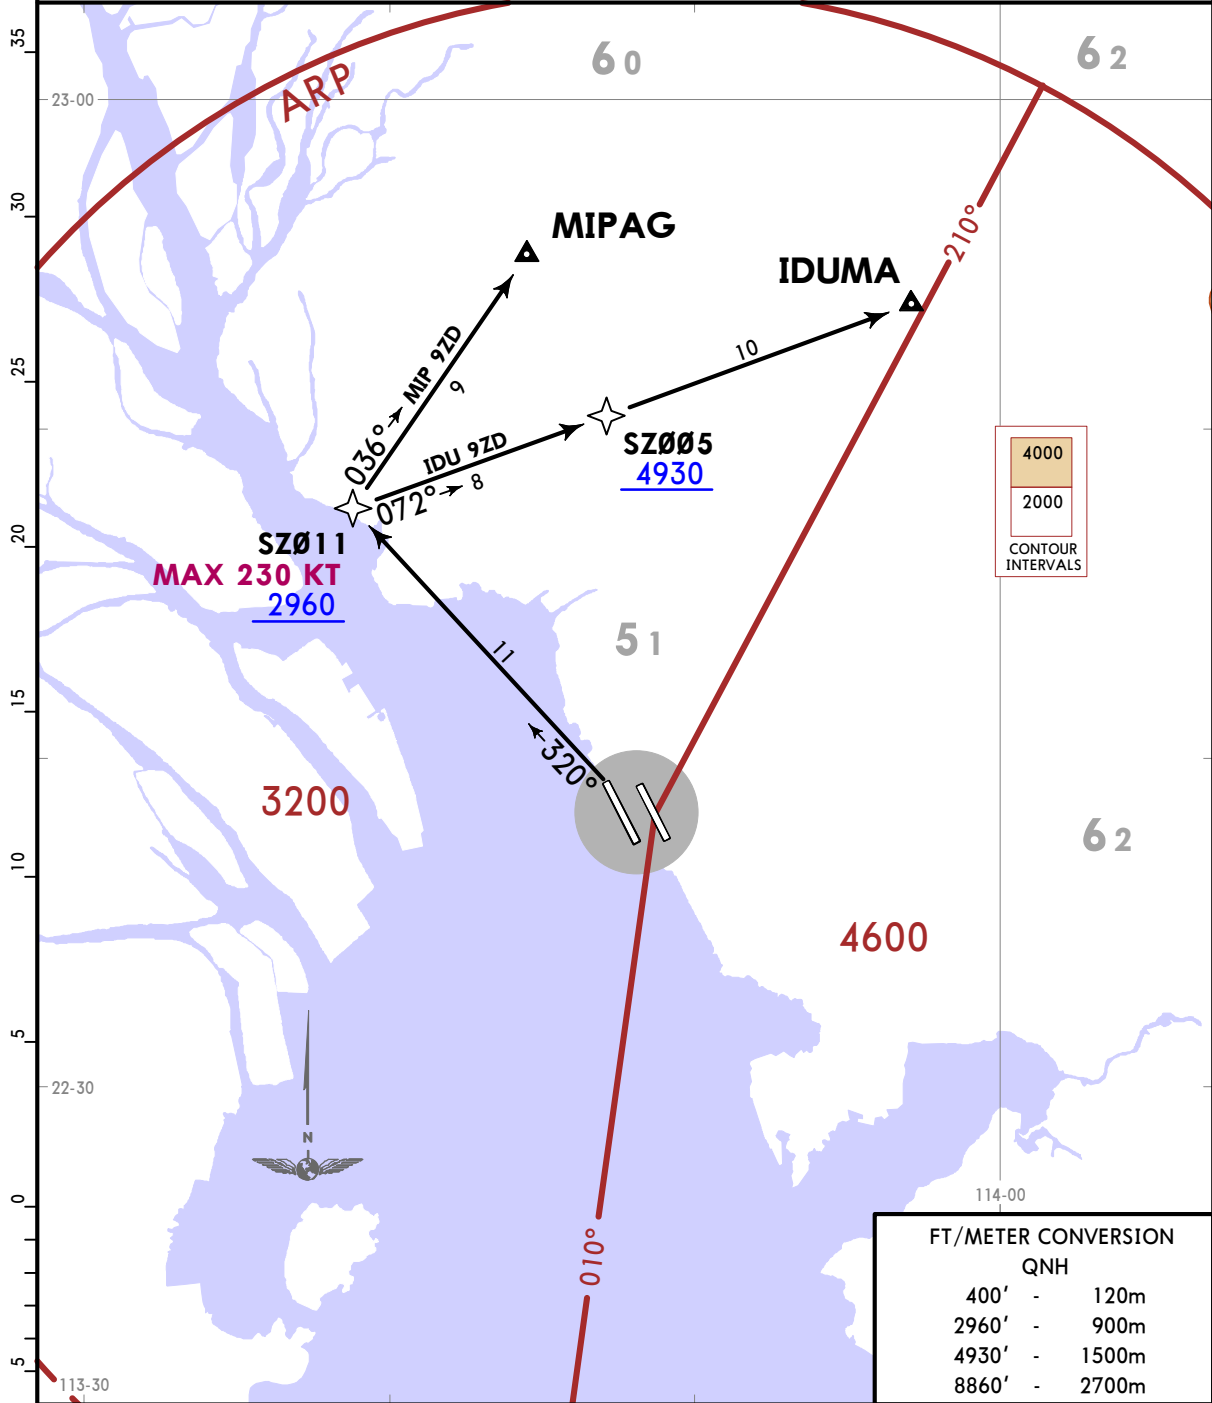 35
30
25
20
15
10
5
0
5
23-00
22-30
113-30
114-00
60
62
51
62
ARP
MIPAG
IDUMA
210°
10
036°→ MIP 9ZD
9
IDU 9ZD
072°→ 8
SZØØ5
4930
SZØ11
MAX 230 KT
2960
11
←320°
3200
4600
010°
N
4000
2000
CONTOUR
INTERVALS
FT/METER CONVERSION
QNH
400' - 120m
2960' - 900m
4930' - 1500m
8860' - 2700m